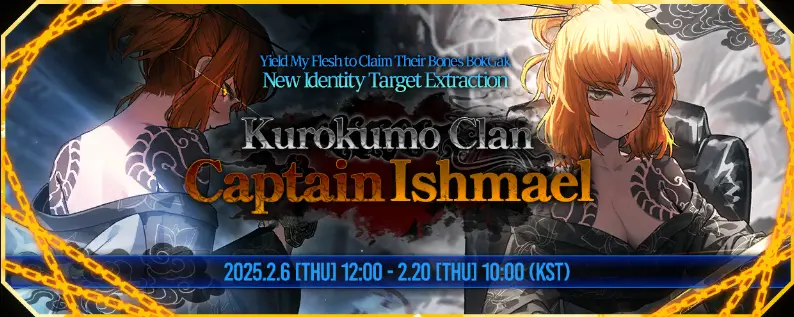 Yield My Flesh to Claim Their Bones BokGak
New Identity Target Extraction
Kurokumo Clan
Captain Ishmael
2025.2.6 [THU] 12:00 - 2.20 [THU] 10:00 (KST)